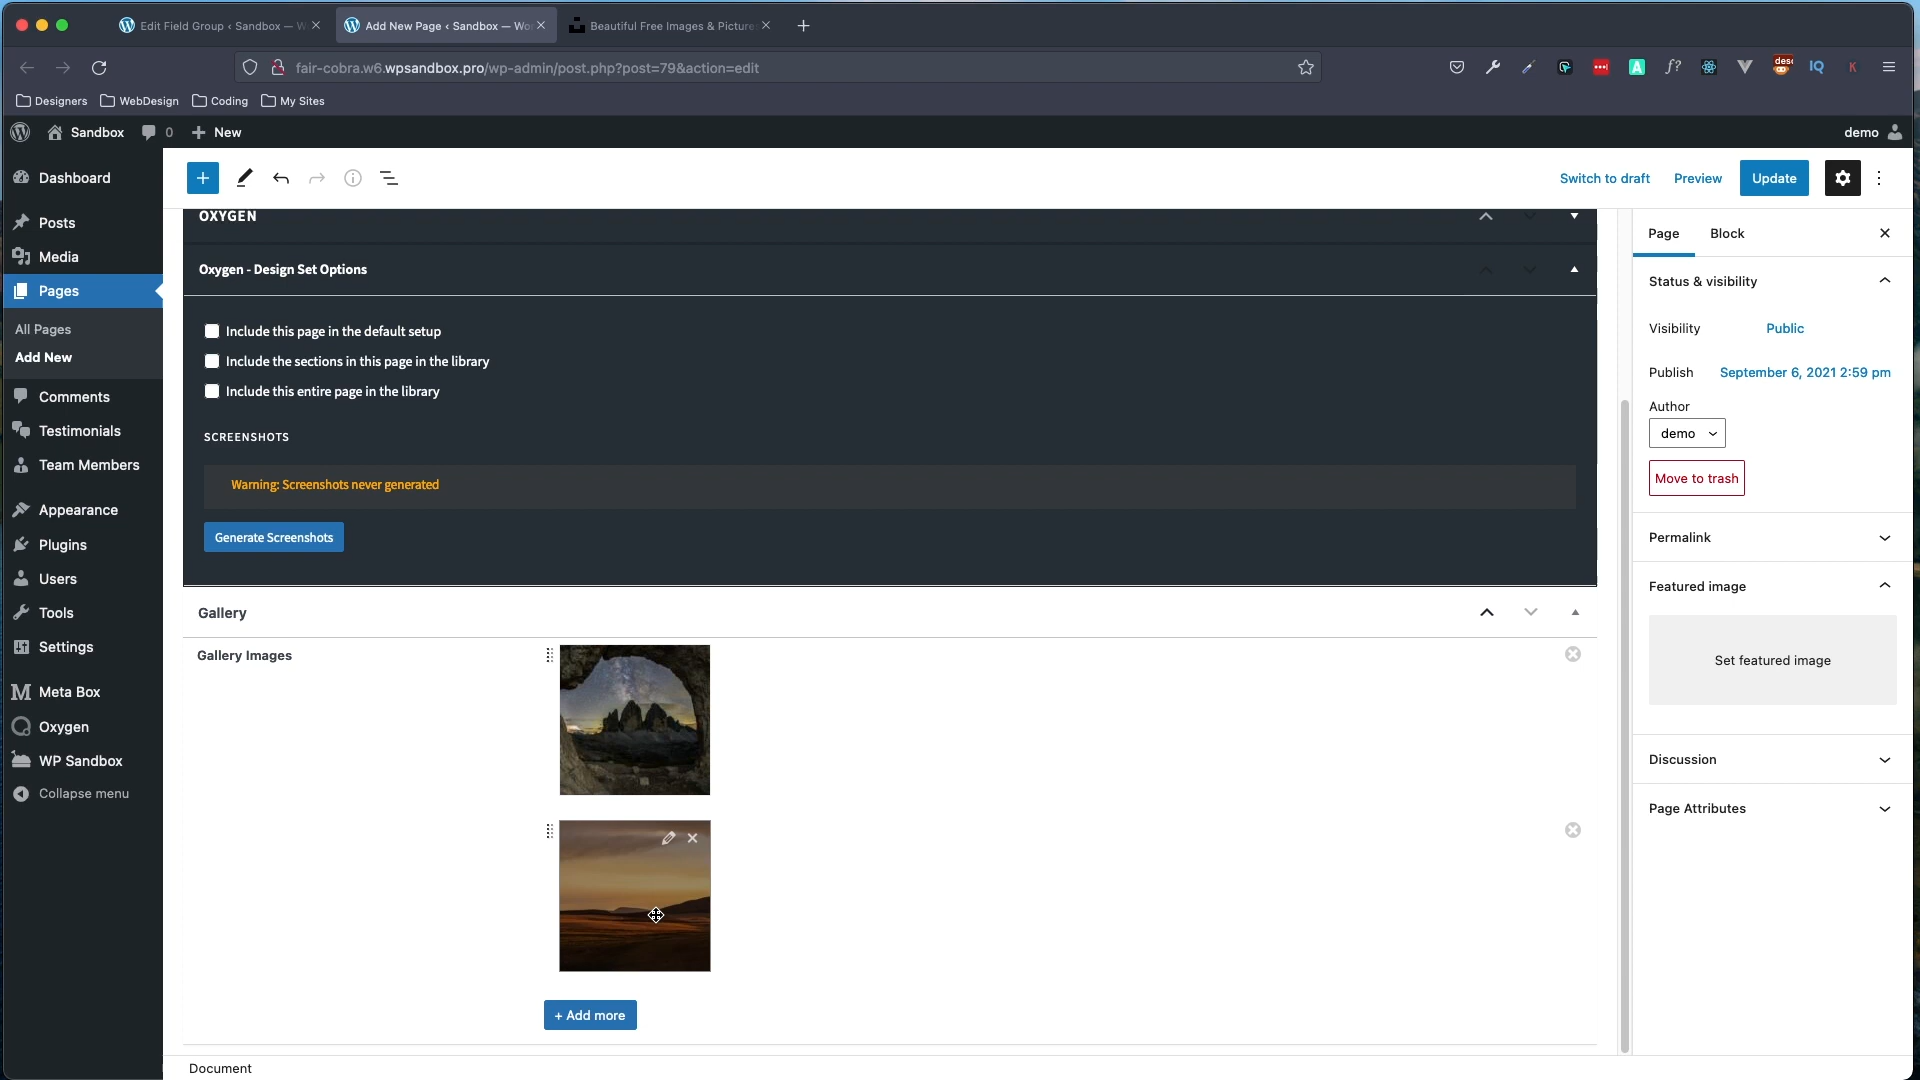 Edit Field Group ‹ Sandbox — W
Add New Page ‹ Sandbox — Wo
Beautiful Free Images & Picture
fair-cobra.w6.wpsandbox.pro/wp-admin/post.php?post=79&action=edit
Designers
WebDesign
Coding
My Sites
Sandbox
0
New
demo
Dashboard
Posts
Media
Pages
All Pages
Add New
Comments
Testimonials
Team Members
Appearance
Plugins
Users
Tools
Settings
Meta Box
Oxygen
WP Sandbox
Collapse menu
Switch to draft
Preview
Update
OXYGEN
Oxygen - Design Set Options
Include this page in the default setup
Include the sections in this page in the library
Include this entire page in the library
SCREENSHOTS
Warning: Screenshots never generated
Generate Screenshots
Gallery
Gallery Images
+ Add more
Document
Page
Block
Status & visibility
Visibility
Public
Publish
September 6, 2021 2:59 pm
Author
demo
Move to trash
Permalink
Featured image
Set featured image
Discussion
Page Attributes